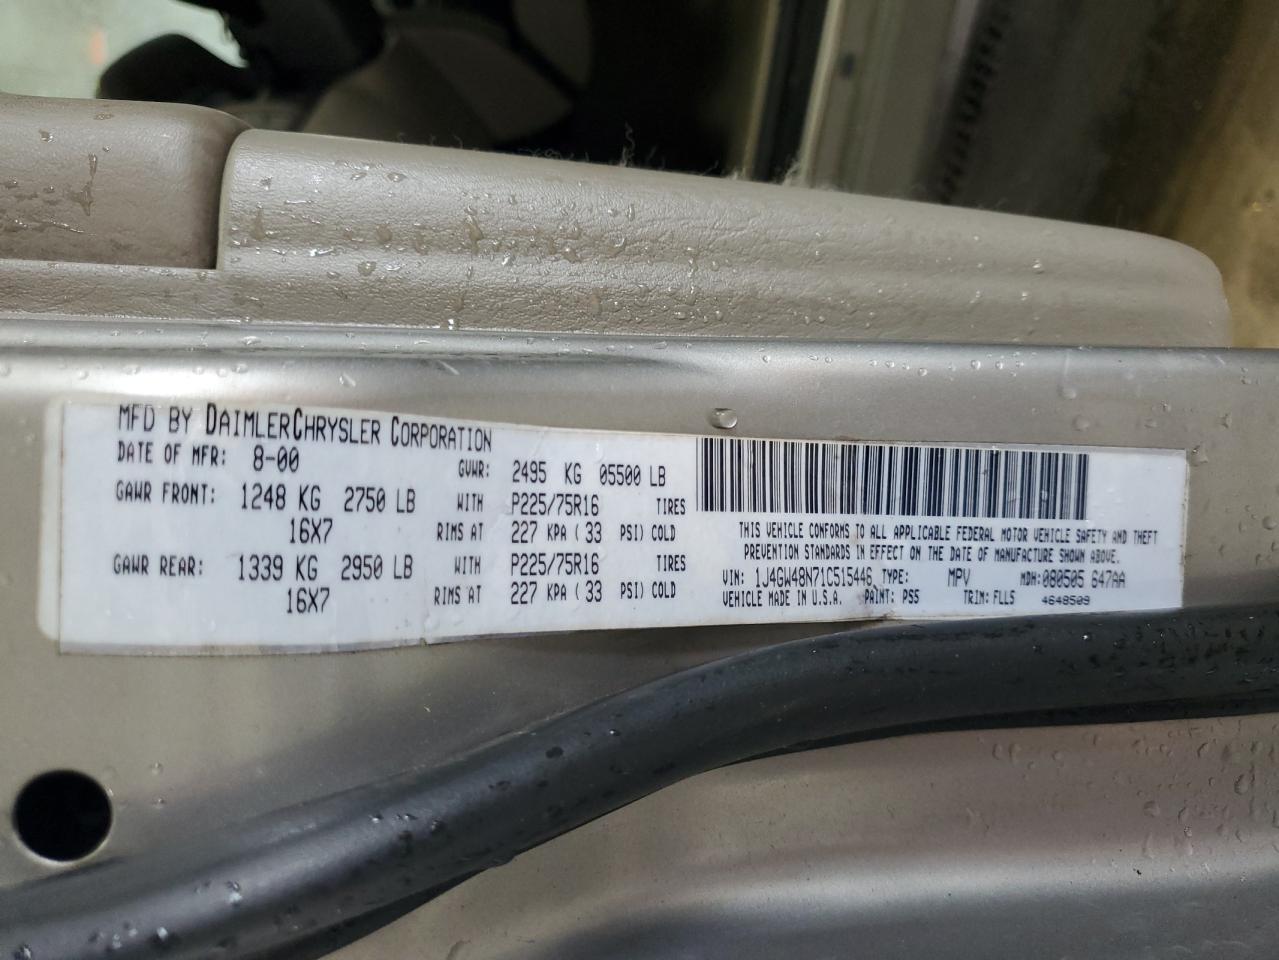 MFD BY DAIMLERCHRYSLER CORPORATION
DATE OF MFR: 8-00 GVWR: 2495 KG 05500 LB
GAWR FRONT: 1248 KG 2750 LB WITH P225/75R16 TIRES
16X7 RIMS AT 227 KPA ( 33 PSI) COLD
GAWR REAR: 1339 KG 2950 LB WITH P225/75R16 TIRES
16X7 RIMS AT 227 KPA ( 33 PSI) COLD
THIS VEHICLE CONFORMS TO ALL APPLICABLE FEDERAL MOTOR VEHICLE SAFETY AND THEFT
PREVENTION STANDARDS IN EFFECT ON THE DATE OF MANUFACTURE SHOWN ABOVE.
VIN: 1J4GW48N71C515446 TYPE: MPV MDH: 080505 647AA
VEHICLE MADE IN U.S.A. PAINT: PS5 TRIM: FLL5 4648509